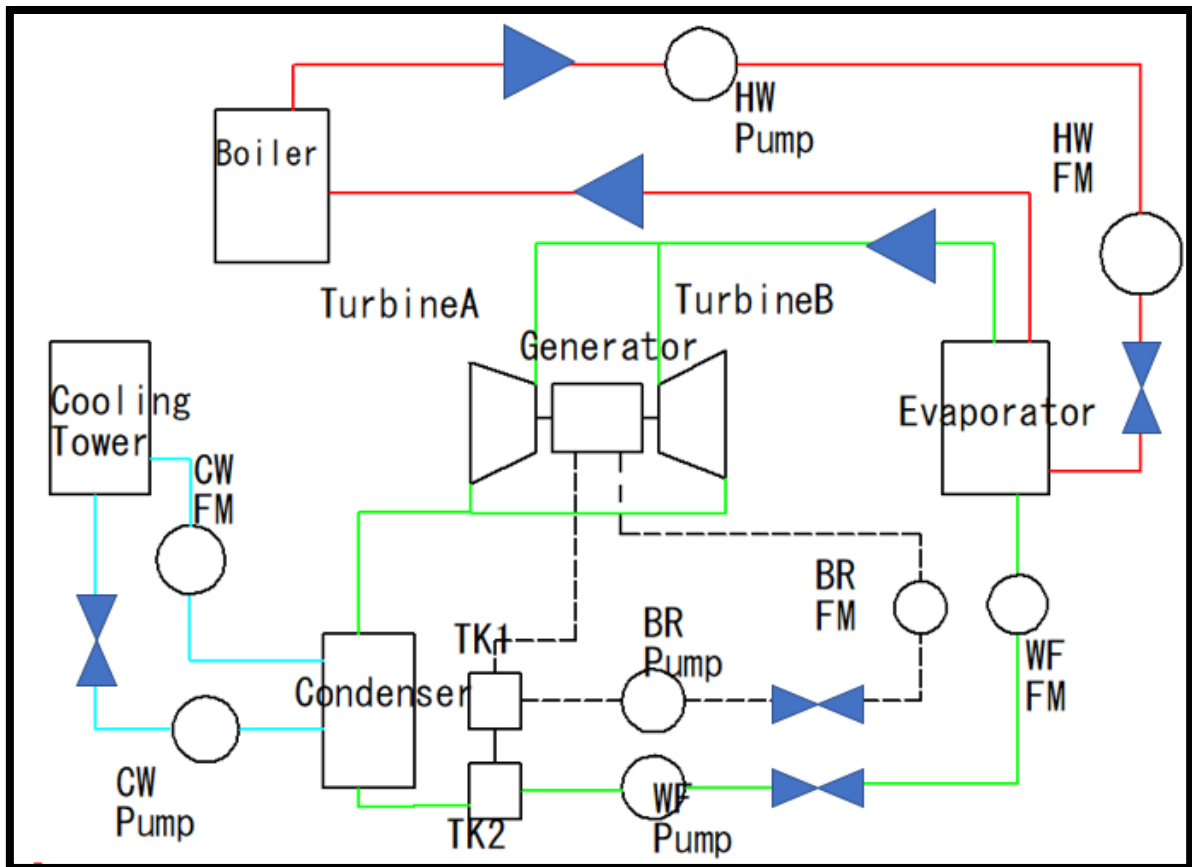 HW
Pump
HW
FM
Boiler
TurbineA
TurbineB
Generator
Cooling
Tower
Evaporator
CW
FM
BR
FM
TK1
BR
Pump
WF
FM
Condenser
CW
Pump
TK2
WF
Pump